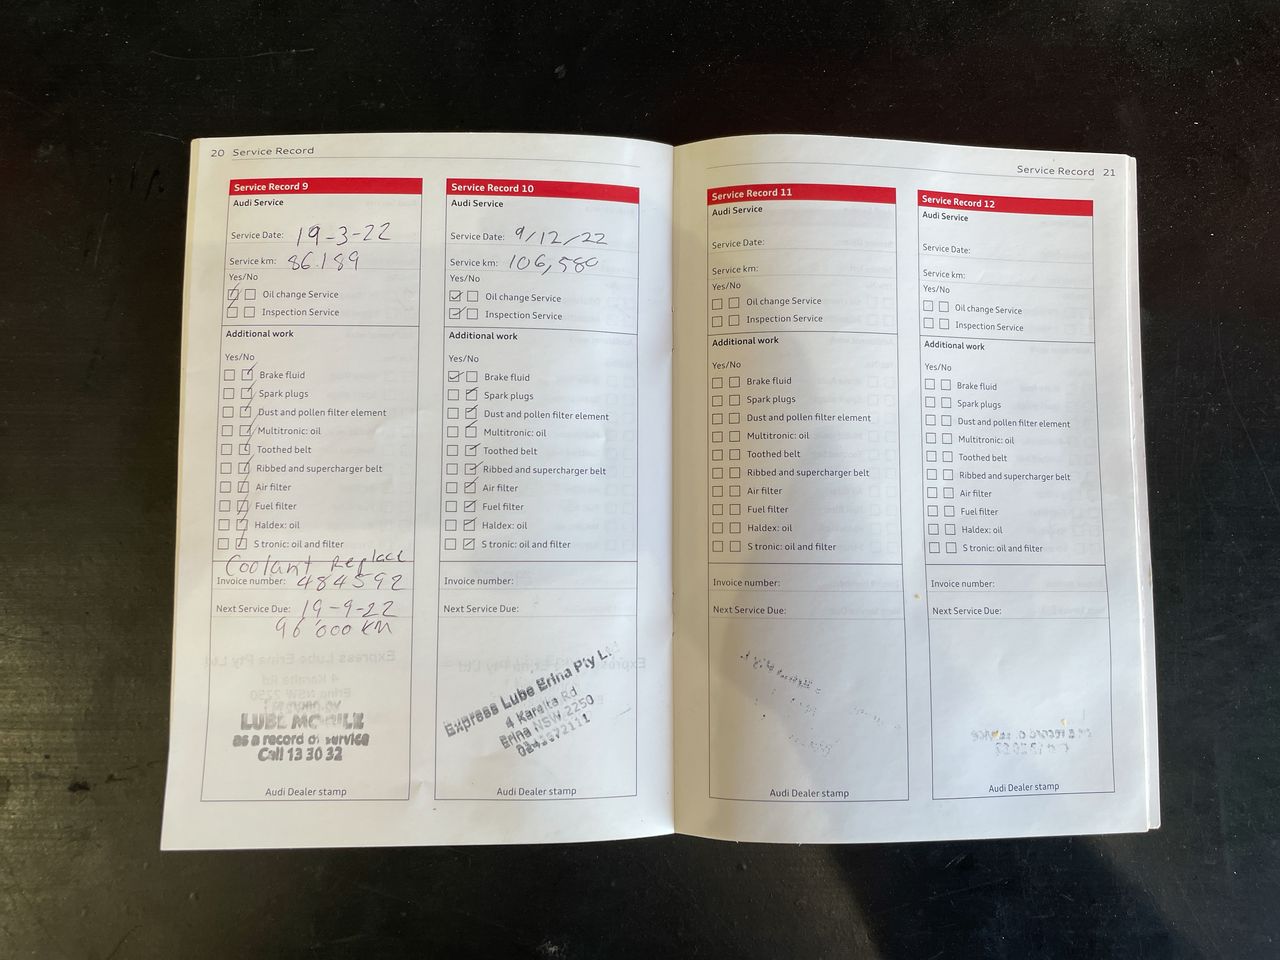 20 Service Record
Service Record 9
Audi Service
Service Date: 19-3-22
Service km: 86.189
Yes/No
Oil change Service
Inspection Service
Additional work
Yes/No
Brake fluid
Spark plugs
Dust and pollen filter element
Multitronic: oil
Toothed belt
Ribbed and supercharger belt
Air filter
Fuel filter
Haldex: oil
S tronic: oil and filter
Coolant Replace
Invoice number: 484592
Next Service Due: 19-9-22
96'000 KM
LUBE MOBILE
as a record of service
Call 13 30 32
Audi Dealer stamp
Service Record 10
Audi Service
Service Date: 9/12/22
Service km: 106,580
Yes/No
Oil change Service
Inspection Service
Additional work
Yes/No
Brake fluid
Spark plugs
Dust and pollen filter element
Multitronic: oil
Toothed belt
Ribbed and supercharger belt
Air filter
Fuel filter
Haldex: oil
S tronic: oil and filter
Invoice number:
Next Service Due:
Express Lube Erina Pty Ltd
4 Karalta Rd
Erina NSW 2250
Audi Dealer stamp
Service Record 21
Service Record 11
Audi Service
Service Date:
Service km:
Yes/No
Oil change Service
Inspection Service
Additional work
Yes/No
Brake fluid
Spark plugs
Dust and pollen filter element
Multitronic: oil
Toothed belt
Ribbed and supercharger belt
Air filter
Fuel filter
Haldex: oil
S tronic: oil and filter
Invoice number:
Next Service Due:
Audi Dealer stamp
Service Record 12
Audi Service
Service Date:
Service km:
Yes/No
Oil change Service
Inspection Service
Additional work
Yes/No
Brake fluid
Spark plugs
Dust and pollen filter element
Multitronic: oil
Toothed belt
Ribbed and supercharger belt
Air filter
Fuel filter
Haldex: oil
S tronic: oil and filter
Invoice number:
Next Service Due:
Audi Dealer stamp